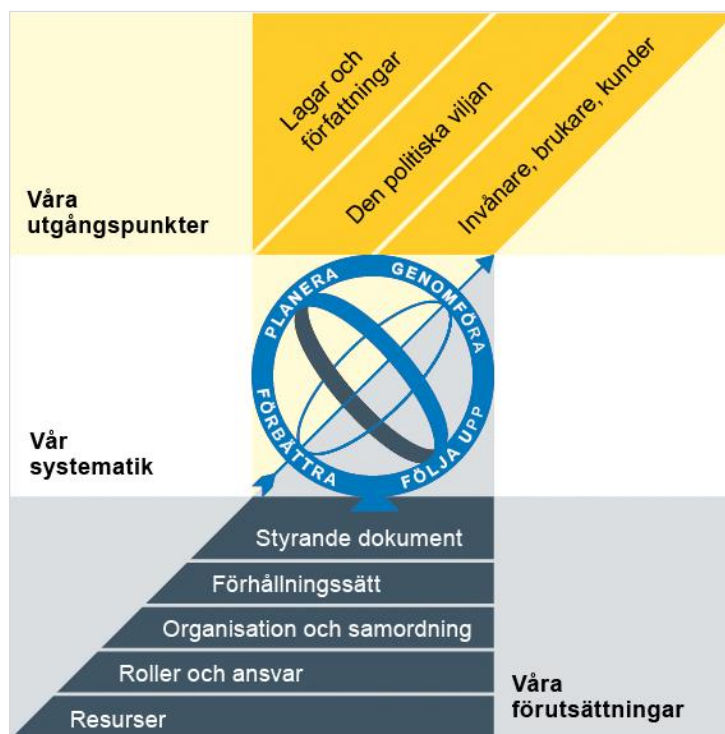 Lagar och
författningar
Den politiska viljan
Invånare, brukare, kunder
Våra
utgångspunkter
PLANERA
GENOMFÖRA
FÖRBÄTTRA
FÖLJA UPP
Vår
systematik
Styrande dokument
Förhållningssätt
Organisation och samordning
Roller och ansvar
Resurser
Våra
förutsättningar